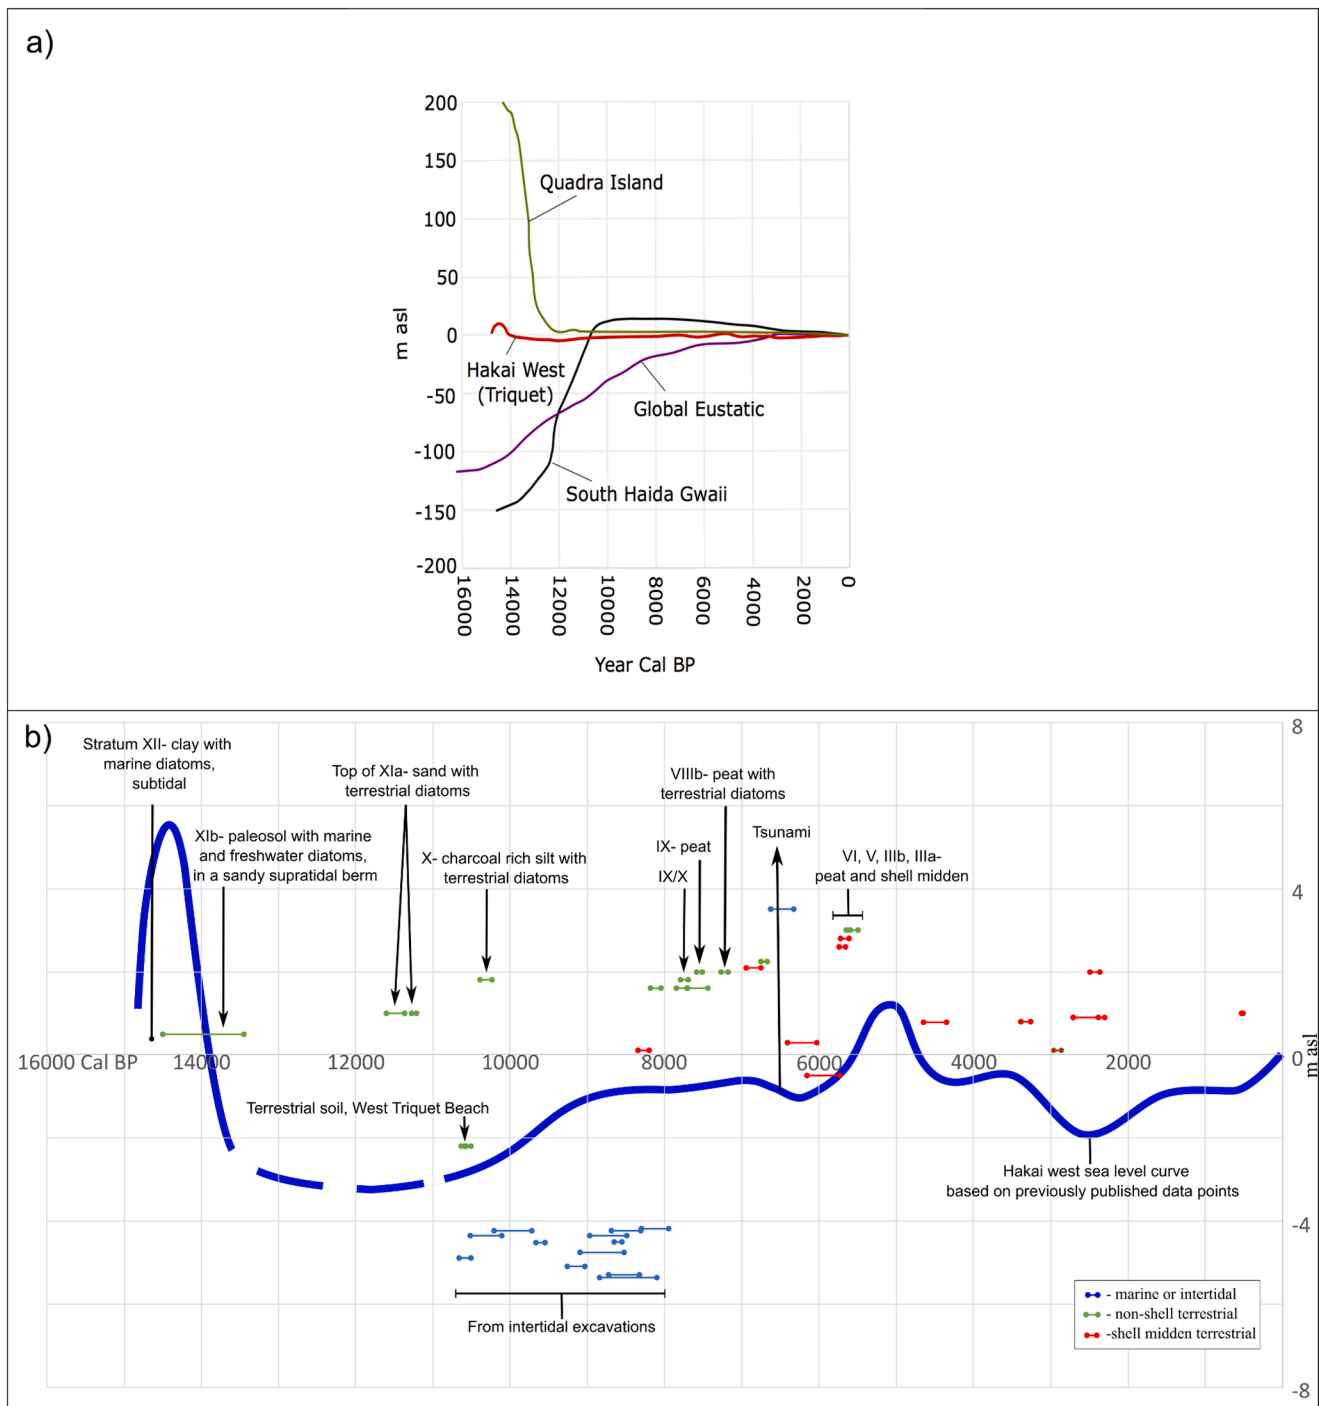 a)
200
150
100
50
0
-50
-100
-150
-200
m asl
Quadra Island
Hakai West
(Triquet)
Global Eustatic
South Haida Gwaii
16000
14000
12000
10000
8000
6000
4000
2000
0
Year Cal BP
b)
Stratum XII- clay with
marine diatoms,
subtidal
XIb- paleosol with marine
and freshwater diatoms,
in a sandy supratidal berm
Top of XIa- sand with
terrestrial diatoms
X- charcoal rich silt with
terrestrial diatoms
VIIIb- peat with
terrestrial diatoms
IX- peat
IX/X
Tsunami
VI, V, IIIb, IIIa-
peat and shell midden
8
4
0
-4
-8
m asl
16000 Cal BP
14000
12000
10000
8000
6000
4000
2000
Terrestrial soil, West Triquet Beach
Hakai west sea level curve
based on previously published data points
From intertidal excavations
- marine or intertidal
- non-shell terrestrial
-shell midden terrestrial